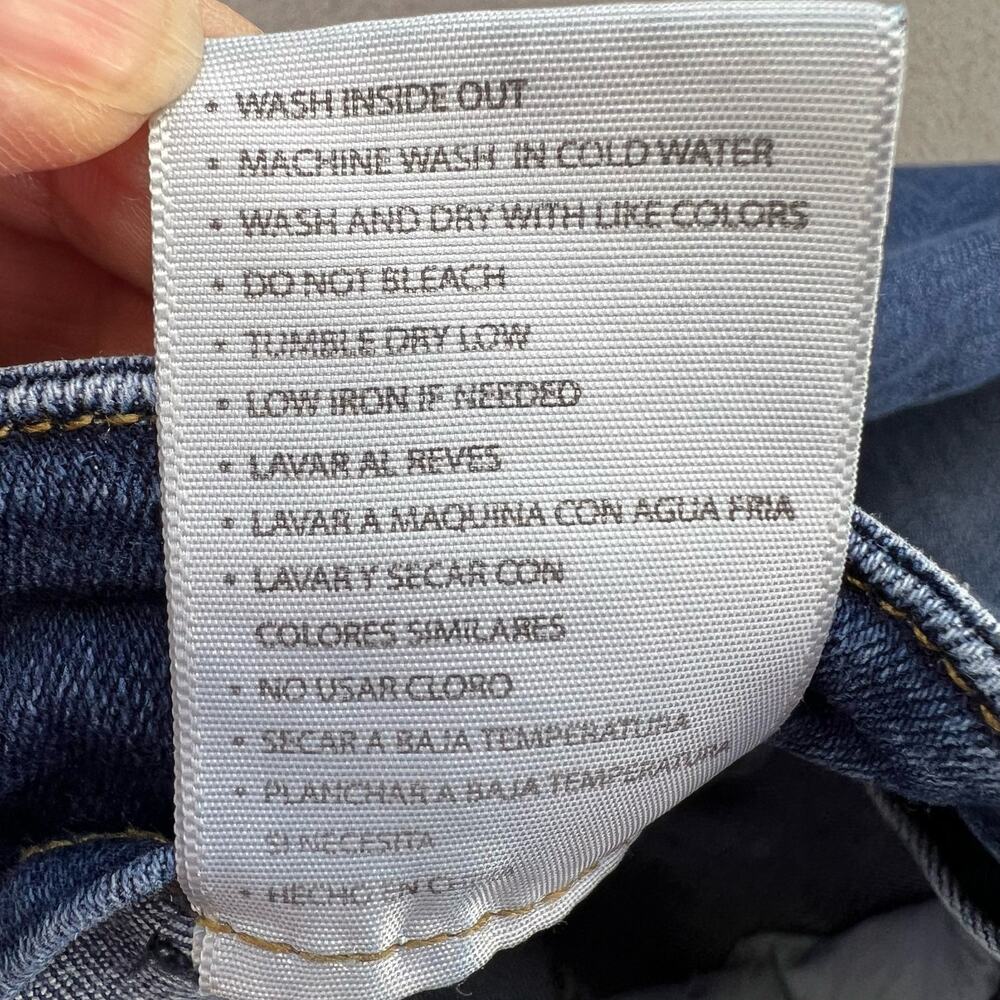 • WASH INSIDE OUT
• MACHINE WASH IN COLD WATER
• WASH AND DRY WITH LIKE COLORS
• DO NOT BLEACH
• TUMBLE DRY LOW
• LOW IRON IF NEEDED
• LAVAR AL REVES
• LAVAR A MAQUINA CON AGUA FRIA
• LAVAR Y SECAR CON
COLORES SIMILARES
• NO USAR CLORO
• SECAR A BAJA TEMPERATURA
• PLANCHAR A BAJA TEMPERATURA
SI NECESITA
• HECHO EN